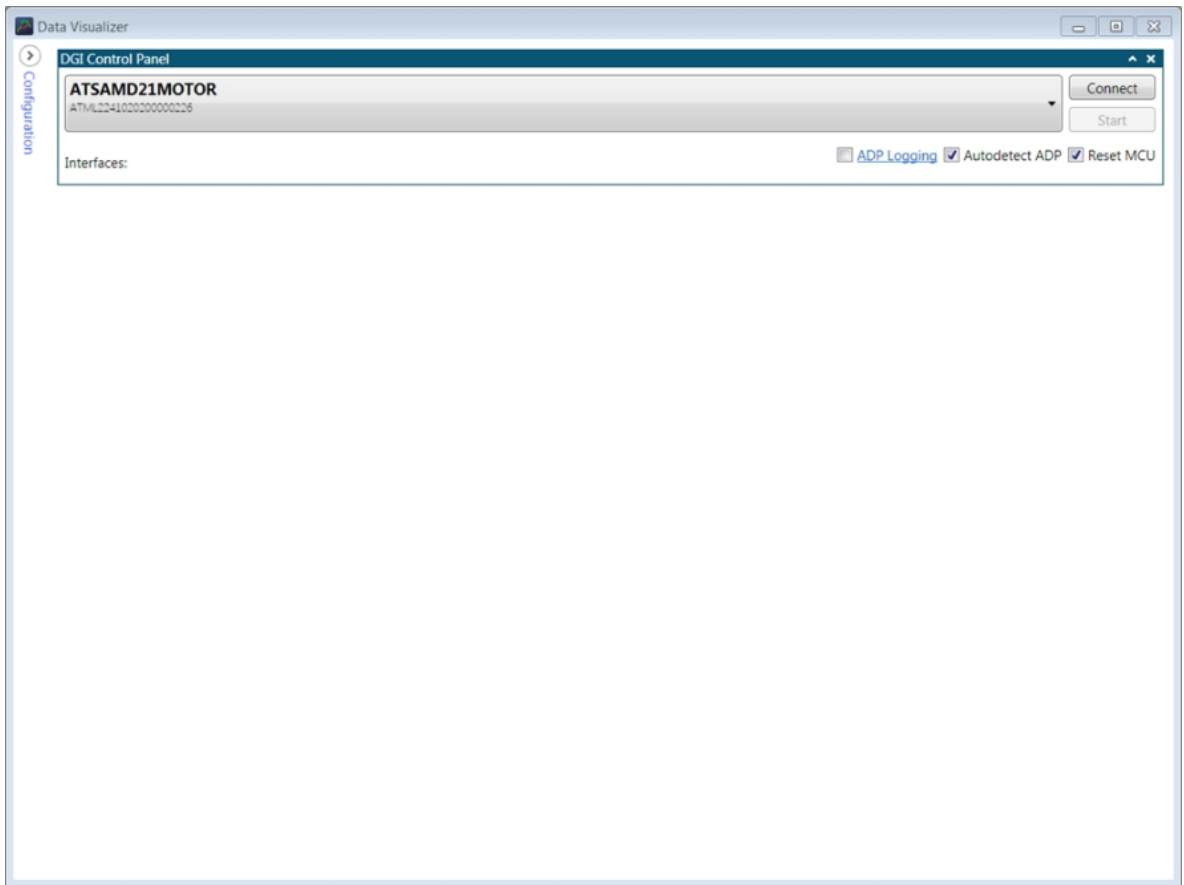 Data Visualizer
Configuration
DGI Control Panel
ATSAMD21MOTOR
ATML2241020200000226
Connect
Start
Interfaces:
ADP Logging Autodetect ADP Reset MCU